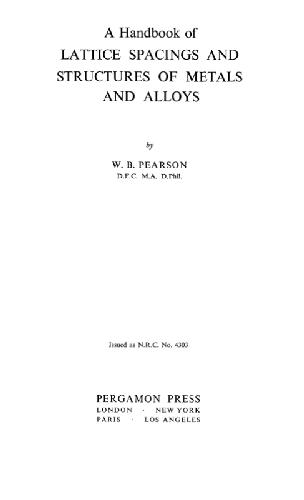 A Handbook of
LATTICE SPACINGS AND
STRUCTURES OF METALS
AND ALLOYS
by
W. B. PEARSON
D.F.C. M.A. D.Phil.
Issued as N.R.C. No. 4303
PERGAMON PRESS
LONDON · NEW YORK
PARIS · LOS ANGELES